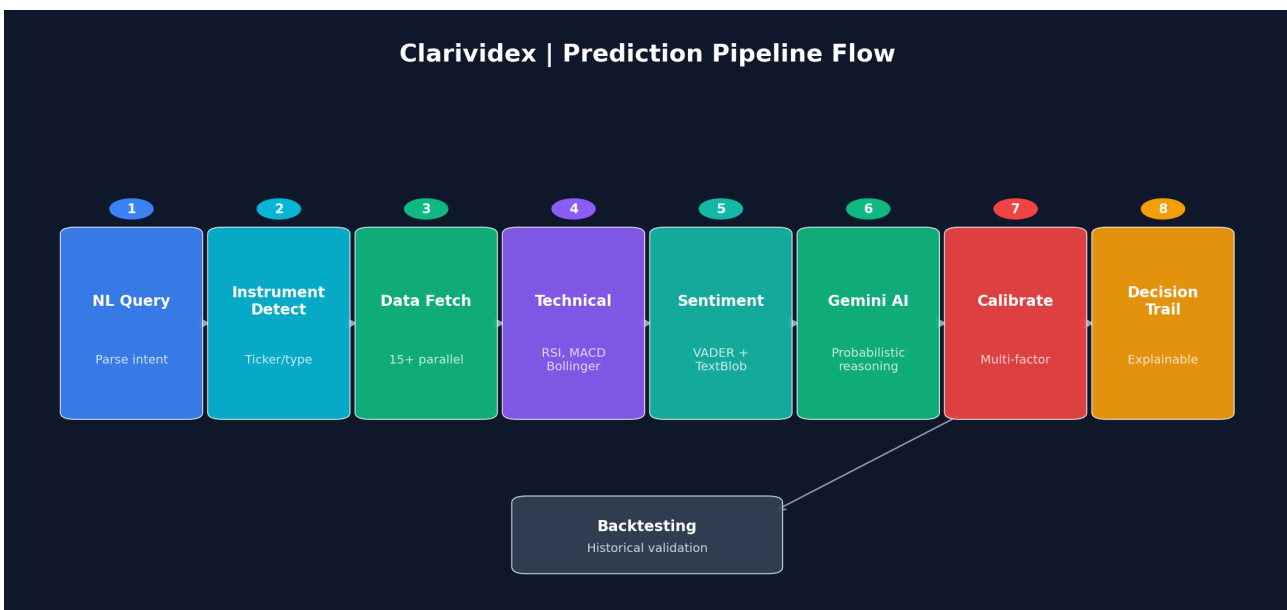 Clarividex | Prediction Pipeline Flow
1
2
3
4
5
6
7
8
NL Query
Parse intent
Instrument
Detect
Ticker/type
Data Fetch
15+ parallel
Technical
RSI, MACD
Bollinger
Sentiment
VADER +
TextBlob
Gemini AI
Probabilistic
reasoning
Calibrate
Multi-factor
Decision
Trail
Explainable
Backtesting
Historical validation